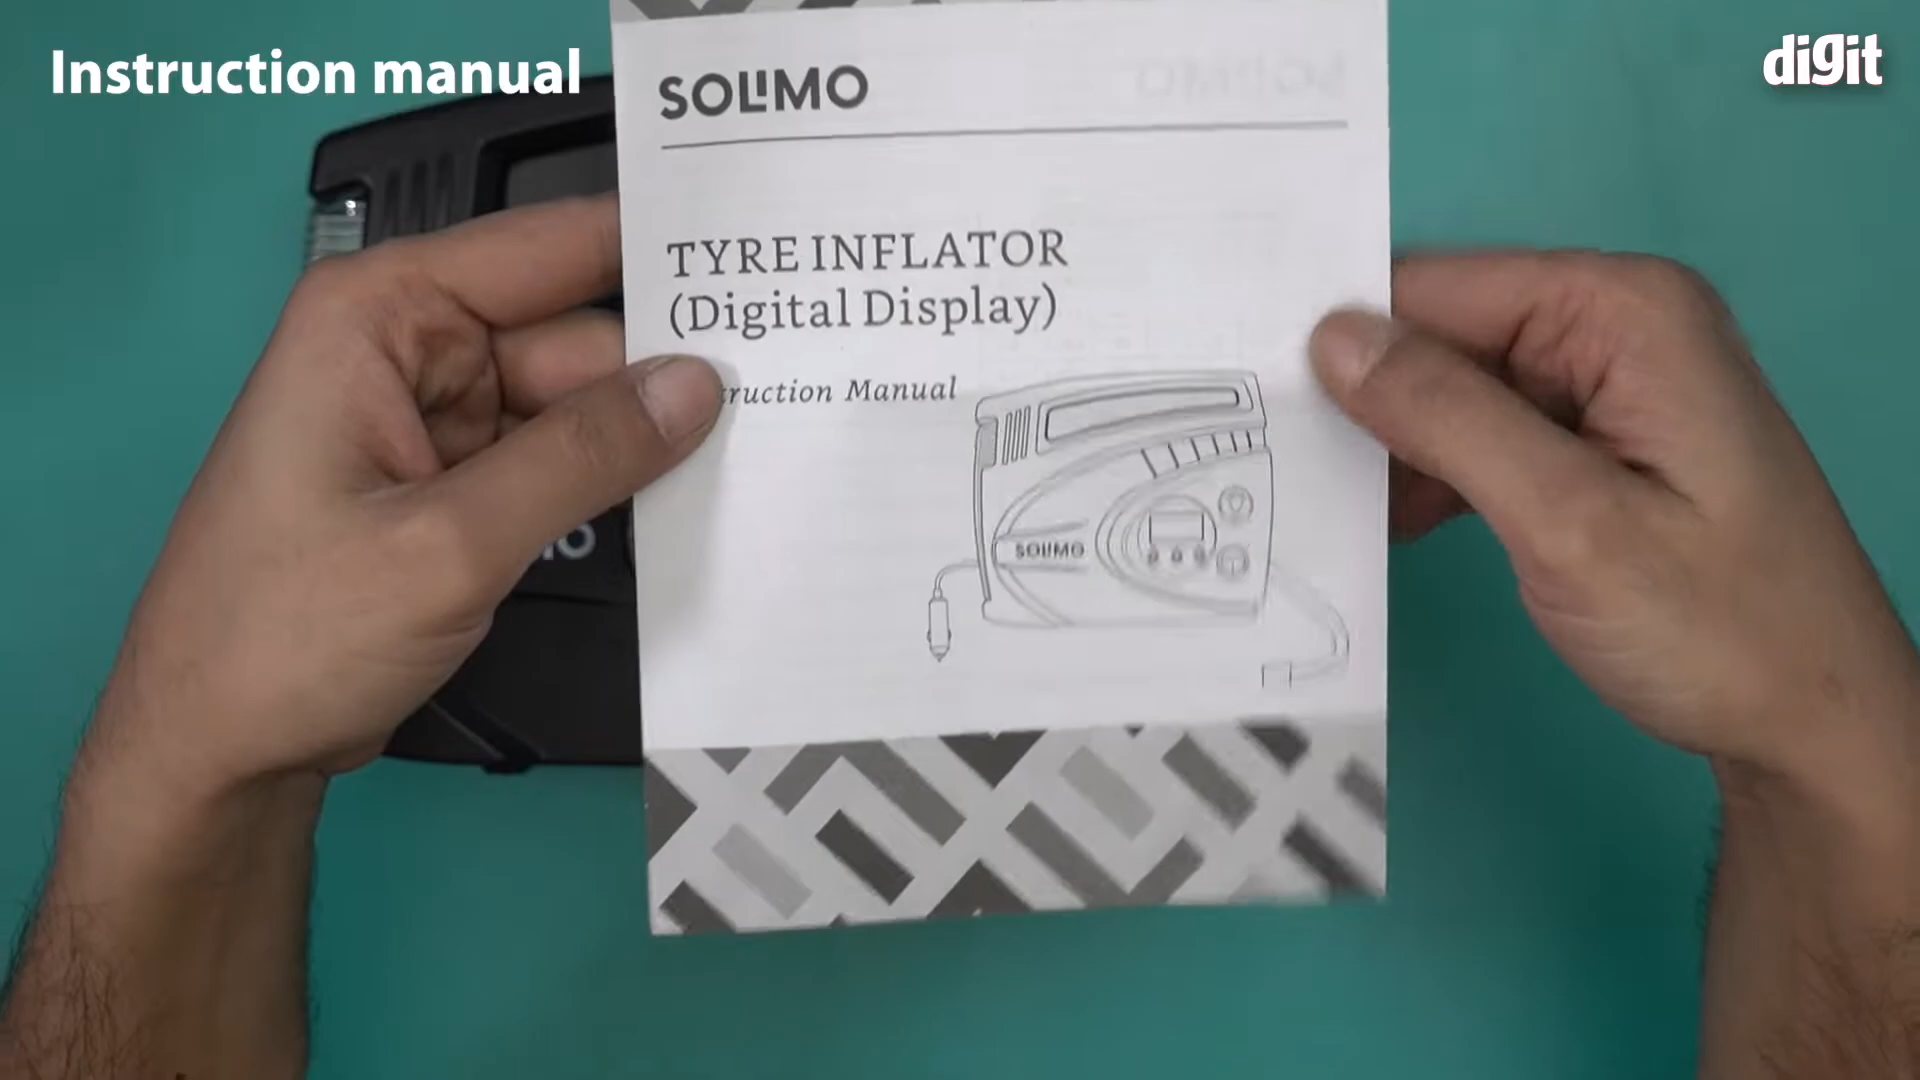 Instruction manual
digit
SOLIMO
TYRE INFLATOR
(Digital Display)
ruction Manual
SOLIMO